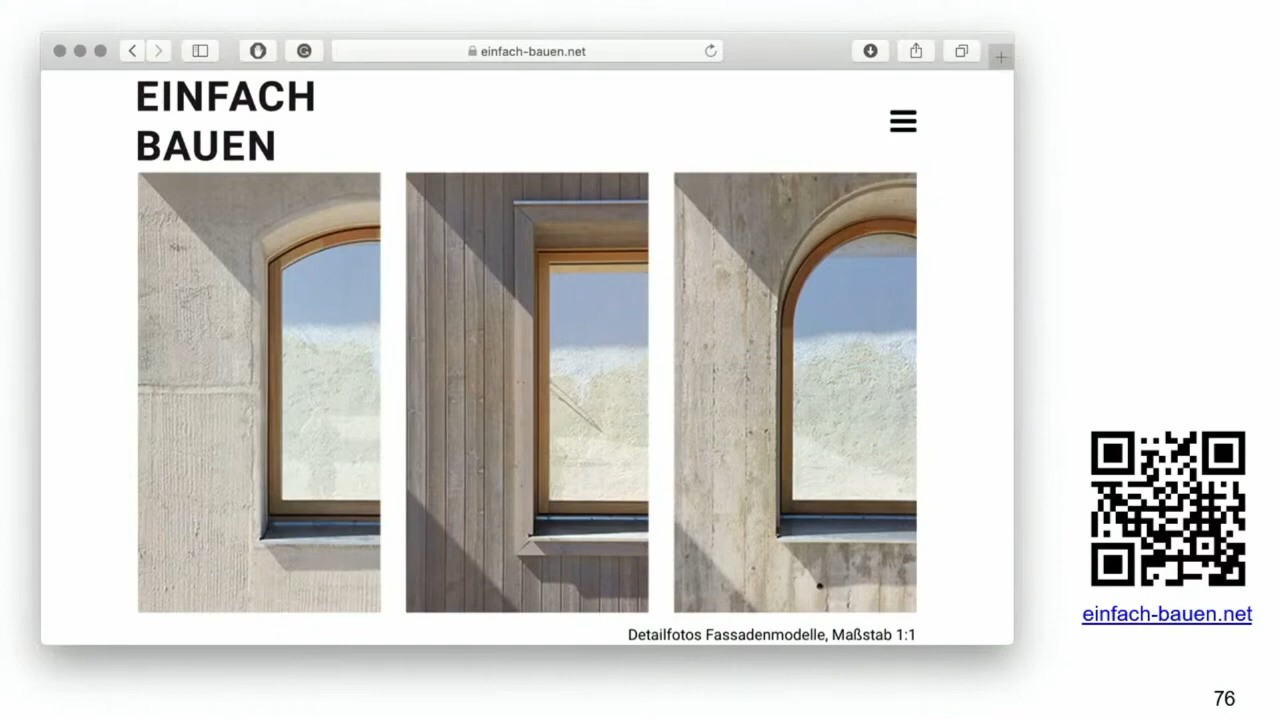 einfach-bauen.net
EINFACH
BAUEN
Detailfotos Fassadenmodelle, Maßstab 1:1
einfach-bauen.net
76